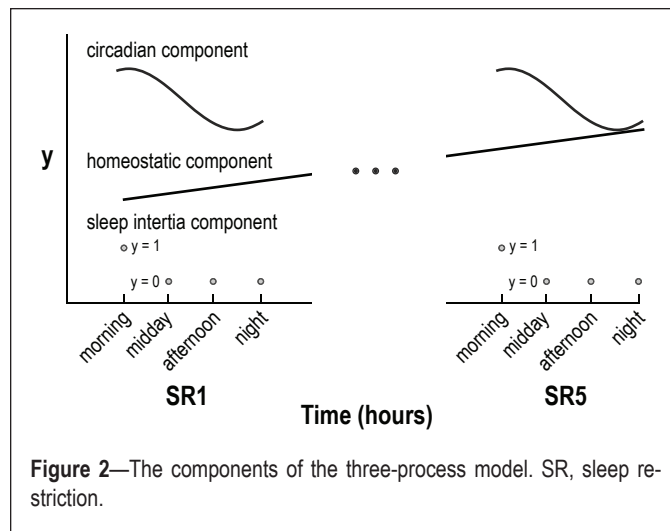 circadian component
y
homeostatic component
sleep intertia component
y = 1
y = 1
y = 0
y = 0
morning
midday
afternoon
night
morning
midday
afternoon
night
SR1
SR5
Time (hours)
Figure 2—The components of the three-process model. SR, sleep re-
striction.